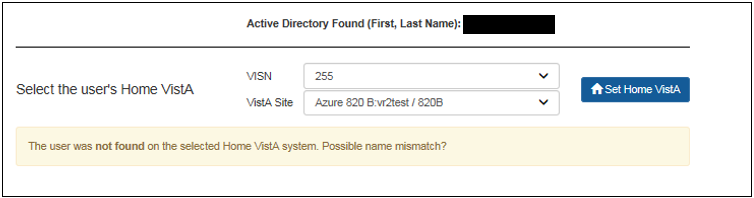 Active Directory Found (First, Last Name):
Select the user's Home VistA
VISN
255
VistA Site
Azure 820 B:vr2test / 820B
Set Home VistA
The user was not found on the selected Home VistA system. Possible name mismatch?